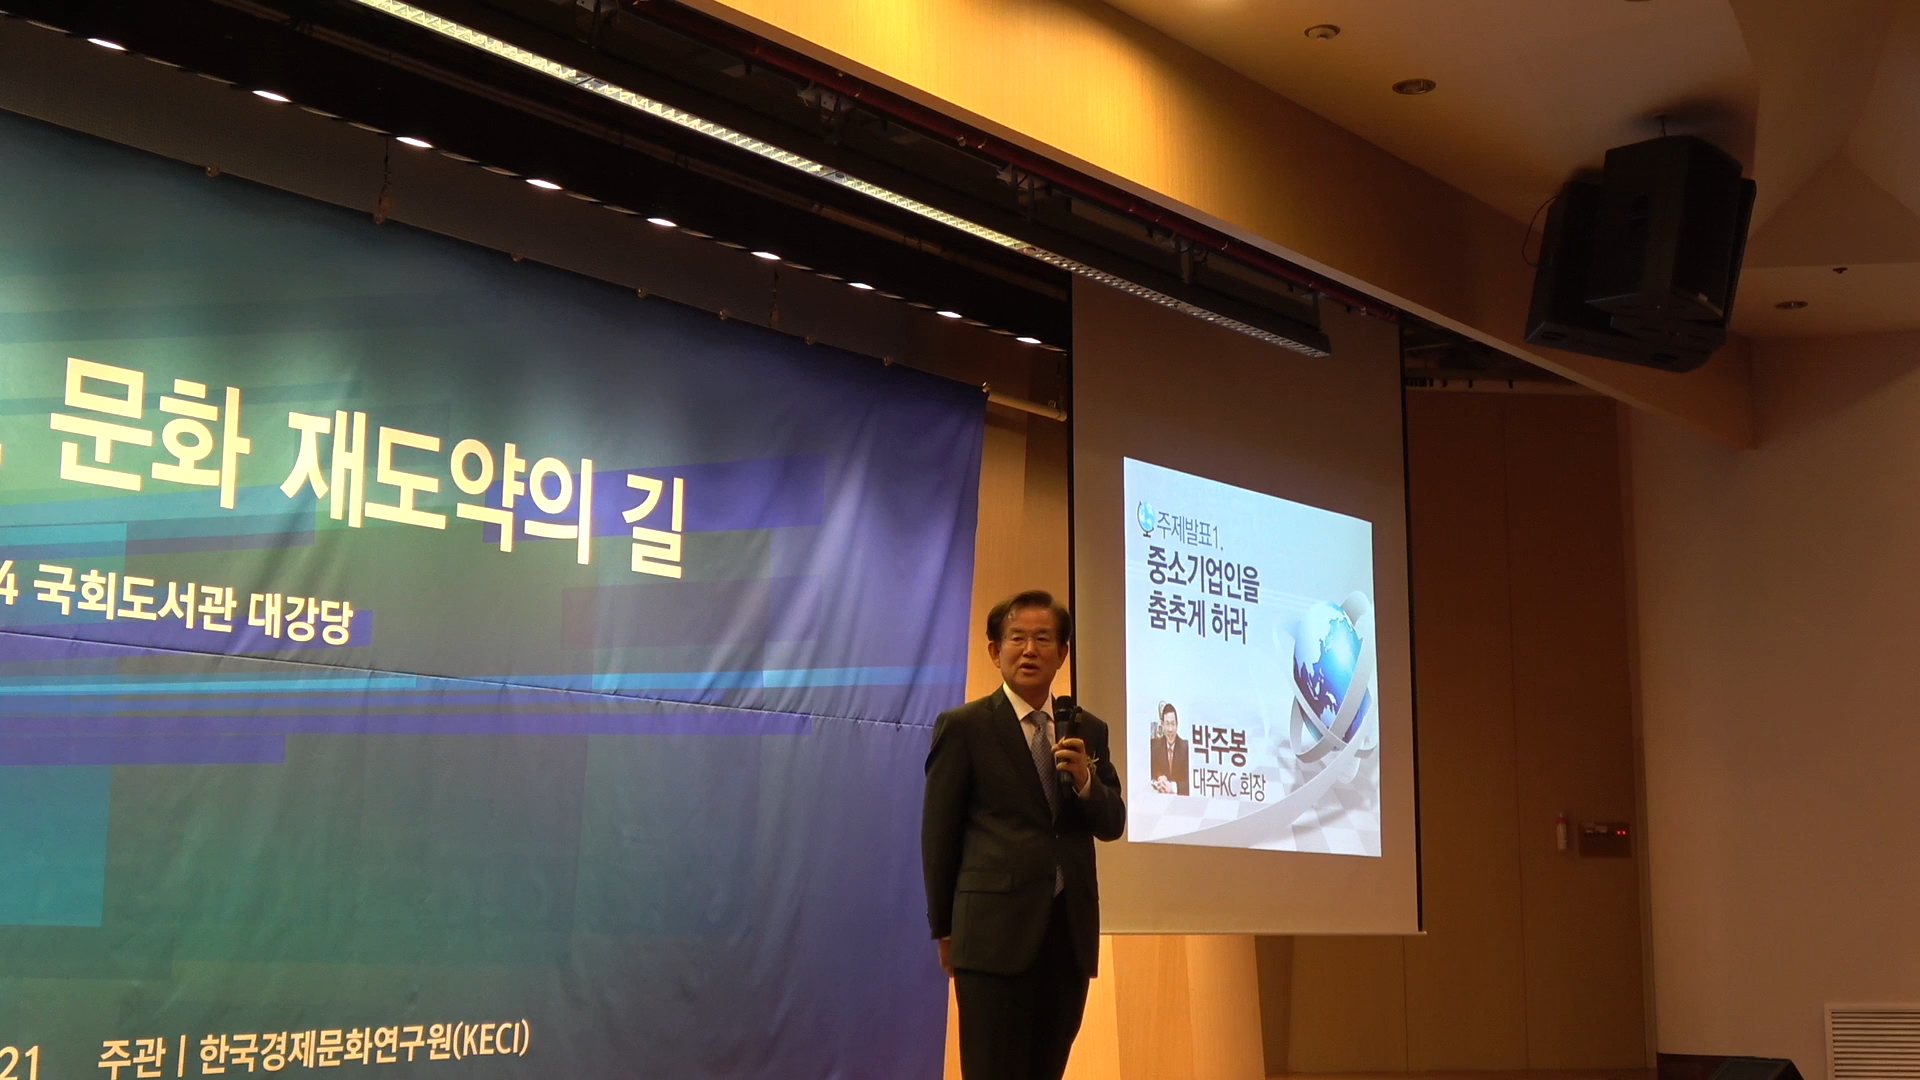 문화 재도약의 길
4 국회도서관 대강당
21 주관 | 한국경제문화연구원(KECI)
주제발표1.
중소기업인을
춤추게 하라
박주봉
대주KC 회장